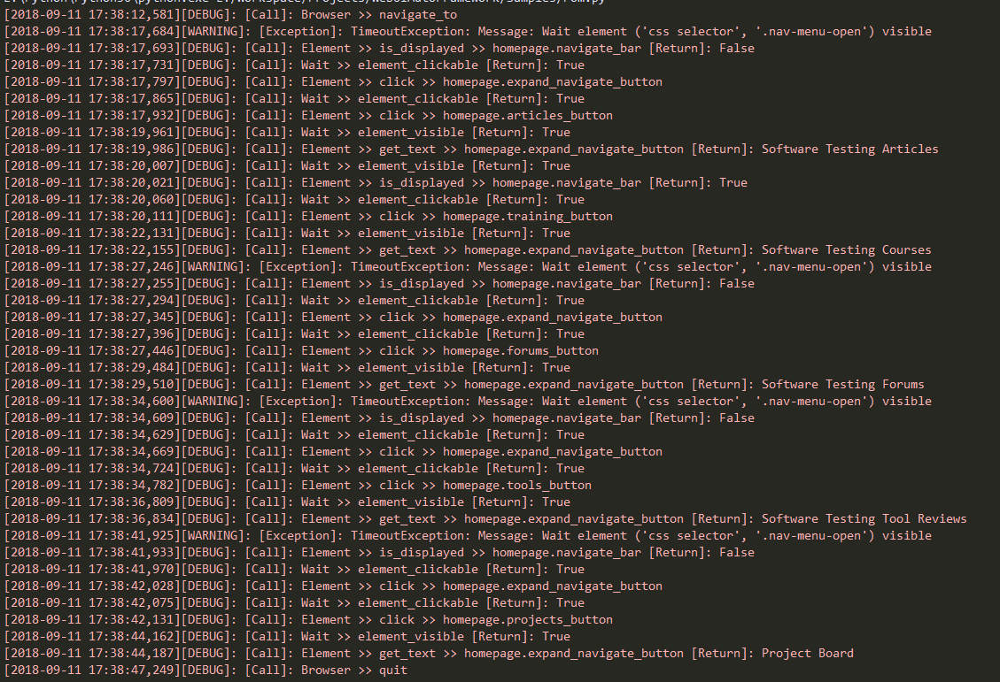 [2018-09-11 17:38:12,581][DEBUG]: [Call]: Browser >> navigate_to
[2018-09-11 17:38:17,684][WARNING]: [Exception]: TimeoutException: Message: Wait element ('css selector', '.nav-menu-open') visible
[2018-09-11 17:38:17,693][DEBUG]: [Call]: Element >> is_displayed >> homepage.navigate_bar [Return]: False
[2018-09-11 17:38:17,731][DEBUG]: [Call]: Wait >> element_clickable [Return]: True
[2018-09-11 17:38:17,797][DEBUG]: [Call]: Element >> click >> homepage.expand_navigate_button
[2018-09-11 17:38:17,865][DEBUG]: [Call]: Wait >> element_clickable [Return]: True
[2018-09-11 17:38:17,932][DEBUG]: [Call]: Element >> click >> homepage.articles_button
[2018-09-11 17:38:19,961][DEBUG]: [Call]: Wait >> element_visible [Return]: True
[2018-09-11 17:38:19,986][DEBUG]: [Call]: Element >> get_text >> homepage.expand_navigate_button [Return]: Software Testing Articles
[2018-09-11 17:38:20,007][DEBUG]: [Call]: Wait >> element_visible [Return]: True
[2018-09-11 17:38:20,021][DEBUG]: [Call]: Element >> is_displayed >> homepage.navigate_bar [Return]: True
[2018-09-11 17:38:20,060][DEBUG]: [Call]: Wait >> element_clickable [Return]: True
[2018-09-11 17:38:20,111][DEBUG]: [Call]: Element >> click >> homepage.training_button
[2018-09-11 17:38:22,131][DEBUG]: [Call]: Wait >> element_visible [Return]: True
[2018-09-11 17:38:22,155][DEBUG]: [Call]: Element >> get_text >> homepage.expand_navigate_button [Return]: Software Testing Courses
[2018-09-11 17:38:27,246][WARNING]: [Exception]: TimeoutException: Message: Wait element ('css selector', '.nav-menu-open') visible
[2018-09-11 17:38:27,255][DEBUG]: [Call]: Element >> is_displayed >> homepage.navigate_bar [Return]: False
[2018-09-11 17:38:27,294][DEBUG]: [Call]: Wait >> element_clickable [Return]: True
[2018-09-11 17:38:27,345][DEBUG]: [Call]: Element >> click >> homepage.expand_navigate_button
[2018-09-11 17:38:27,396][DEBUG]: [Call]: Wait >> element_clickable [Return]: True
[2018-09-11 17:38:27,446][DEBUG]: [Call]: Element >> click >> homepage.forums_button
[2018-09-11 17:38:29,484][DEBUG]: [Call]: Wait >> element_visible [Return]: True
[2018-09-11 17:38:29,510][DEBUG]: [Call]: Element >> get_text >> homepage.expand_navigate_button [Return]: Software Testing Forums
[2018-09-11 17:38:34,600][WARNING]: [Exception]: TimeoutException: Message: Wait element ('css selector', '.nav-menu-open') visible
[2018-09-11 17:38:34,609][DEBUG]: [Call]: Element >> is_displayed >> homepage.navigate_bar [Return]: False
[2018-09-11 17:38:34,629][DEBUG]: [Call]: Wait >> element_clickable [Return]: True
[2018-09-11 17:38:34,669][DEBUG]: [Call]: Element >> click >> homepage.expand_navigate_button
[2018-09-11 17:38:34,724][DEBUG]: [Call]: Wait >> element_clickable [Return]: True
[2018-09-11 17:38:34,782][DEBUG]: [Call]: Element >> click >> homepage.tools_button
[2018-09-11 17:38:36,809][DEBUG]: [Call]: Wait >> element_visible [Return]: True
[2018-09-11 17:38:36,834][DEBUG]: [Call]: Element >> get_text >> homepage.expand_navigate_button [Return]: Software Testing Tool Reviews
[2018-09-11 17:38:41,925][WARNING]: [Exception]: TimeoutException: Message: Wait element ('css selector', '.nav-menu-open') visible
[2018-09-11 17:38:41,933][DEBUG]: [Call]: Element >> is_displayed >> homepage.navigate_bar [Return]: False
[2018-09-11 17:38:41,970][DEBUG]: [Call]: Wait >> element_clickable [Return]: True
[2018-09-11 17:38:42,028][DEBUG]: [Call]: Element >> click >> homepage.expand_navigate_button
[2018-09-11 17:38:42,075][DEBUG]: [Call]: Wait >> element_clickable [Return]: True
[2018-09-11 17:38:42,131][DEBUG]: [Call]: Element >> click >> homepage.projects_button
[2018-09-11 17:38:44,162][DEBUG]: [Call]: Wait >> element_visible [Return]: True
[2018-09-11 17:38:44,187][DEBUG]: [Call]: Element >> get_text >> homepage.expand_navigate_button [Return]: Project Board
[2018-09-11 17:38:47,249][DEBUG]: [Call]: Browser >> quit